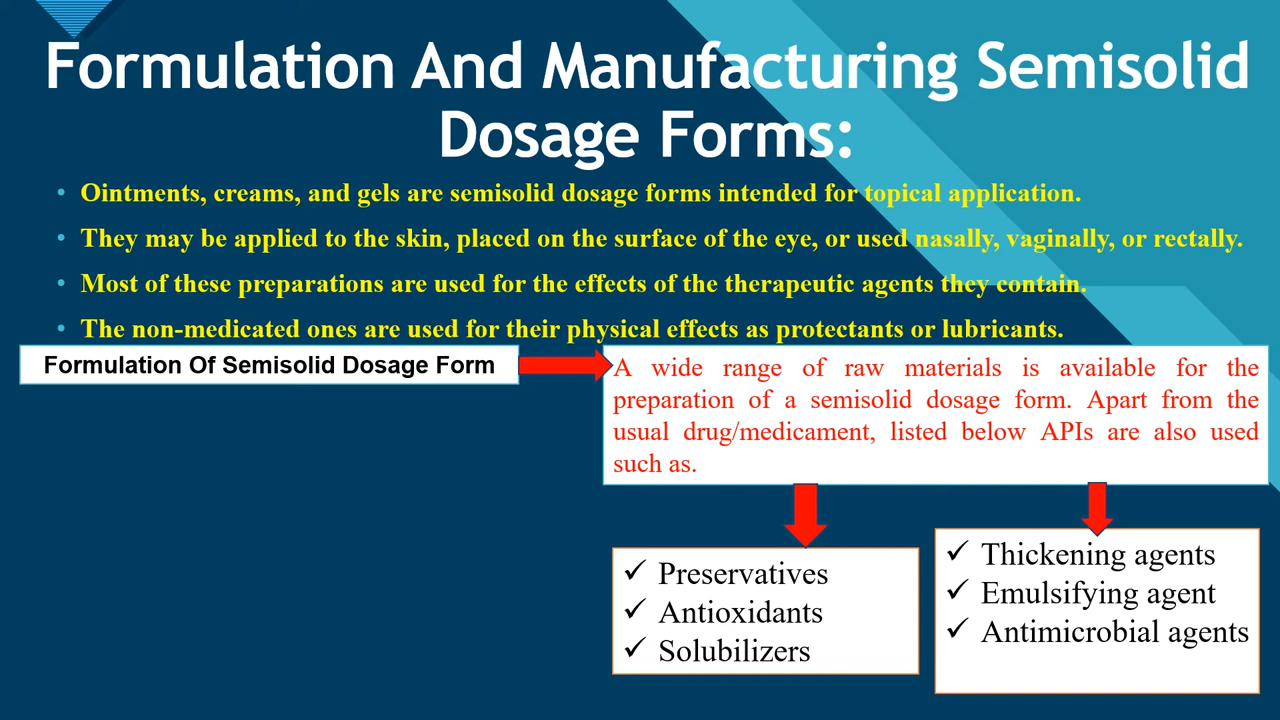 Formulation And Manufacturing Semisolid
Dosage Forms:
• Ointments, creams, and gels are semisolid dosage forms intended for topical application.
• They may be applied to the skin, placed on the surface of the eye, or used nasally, vaginally, or rectally.
• Most of these preparations are used for the effects of the therapeutic agents they contain.
• The non-medicated ones are used for their physical effects as protectants or lubricants.
Formulation Of Semisolid Dosage Form
A wide range of raw materials is available for the
preparation of a semisolid dosage form. Apart from the
usual drug/medicament, listed below APIs are also used
such as.
✓ Preservatives
✓ Antioxidants
✓ Solubilizers
✓ Thickening agents
✓ Emulsifying agent
✓ Antimicrobial agents